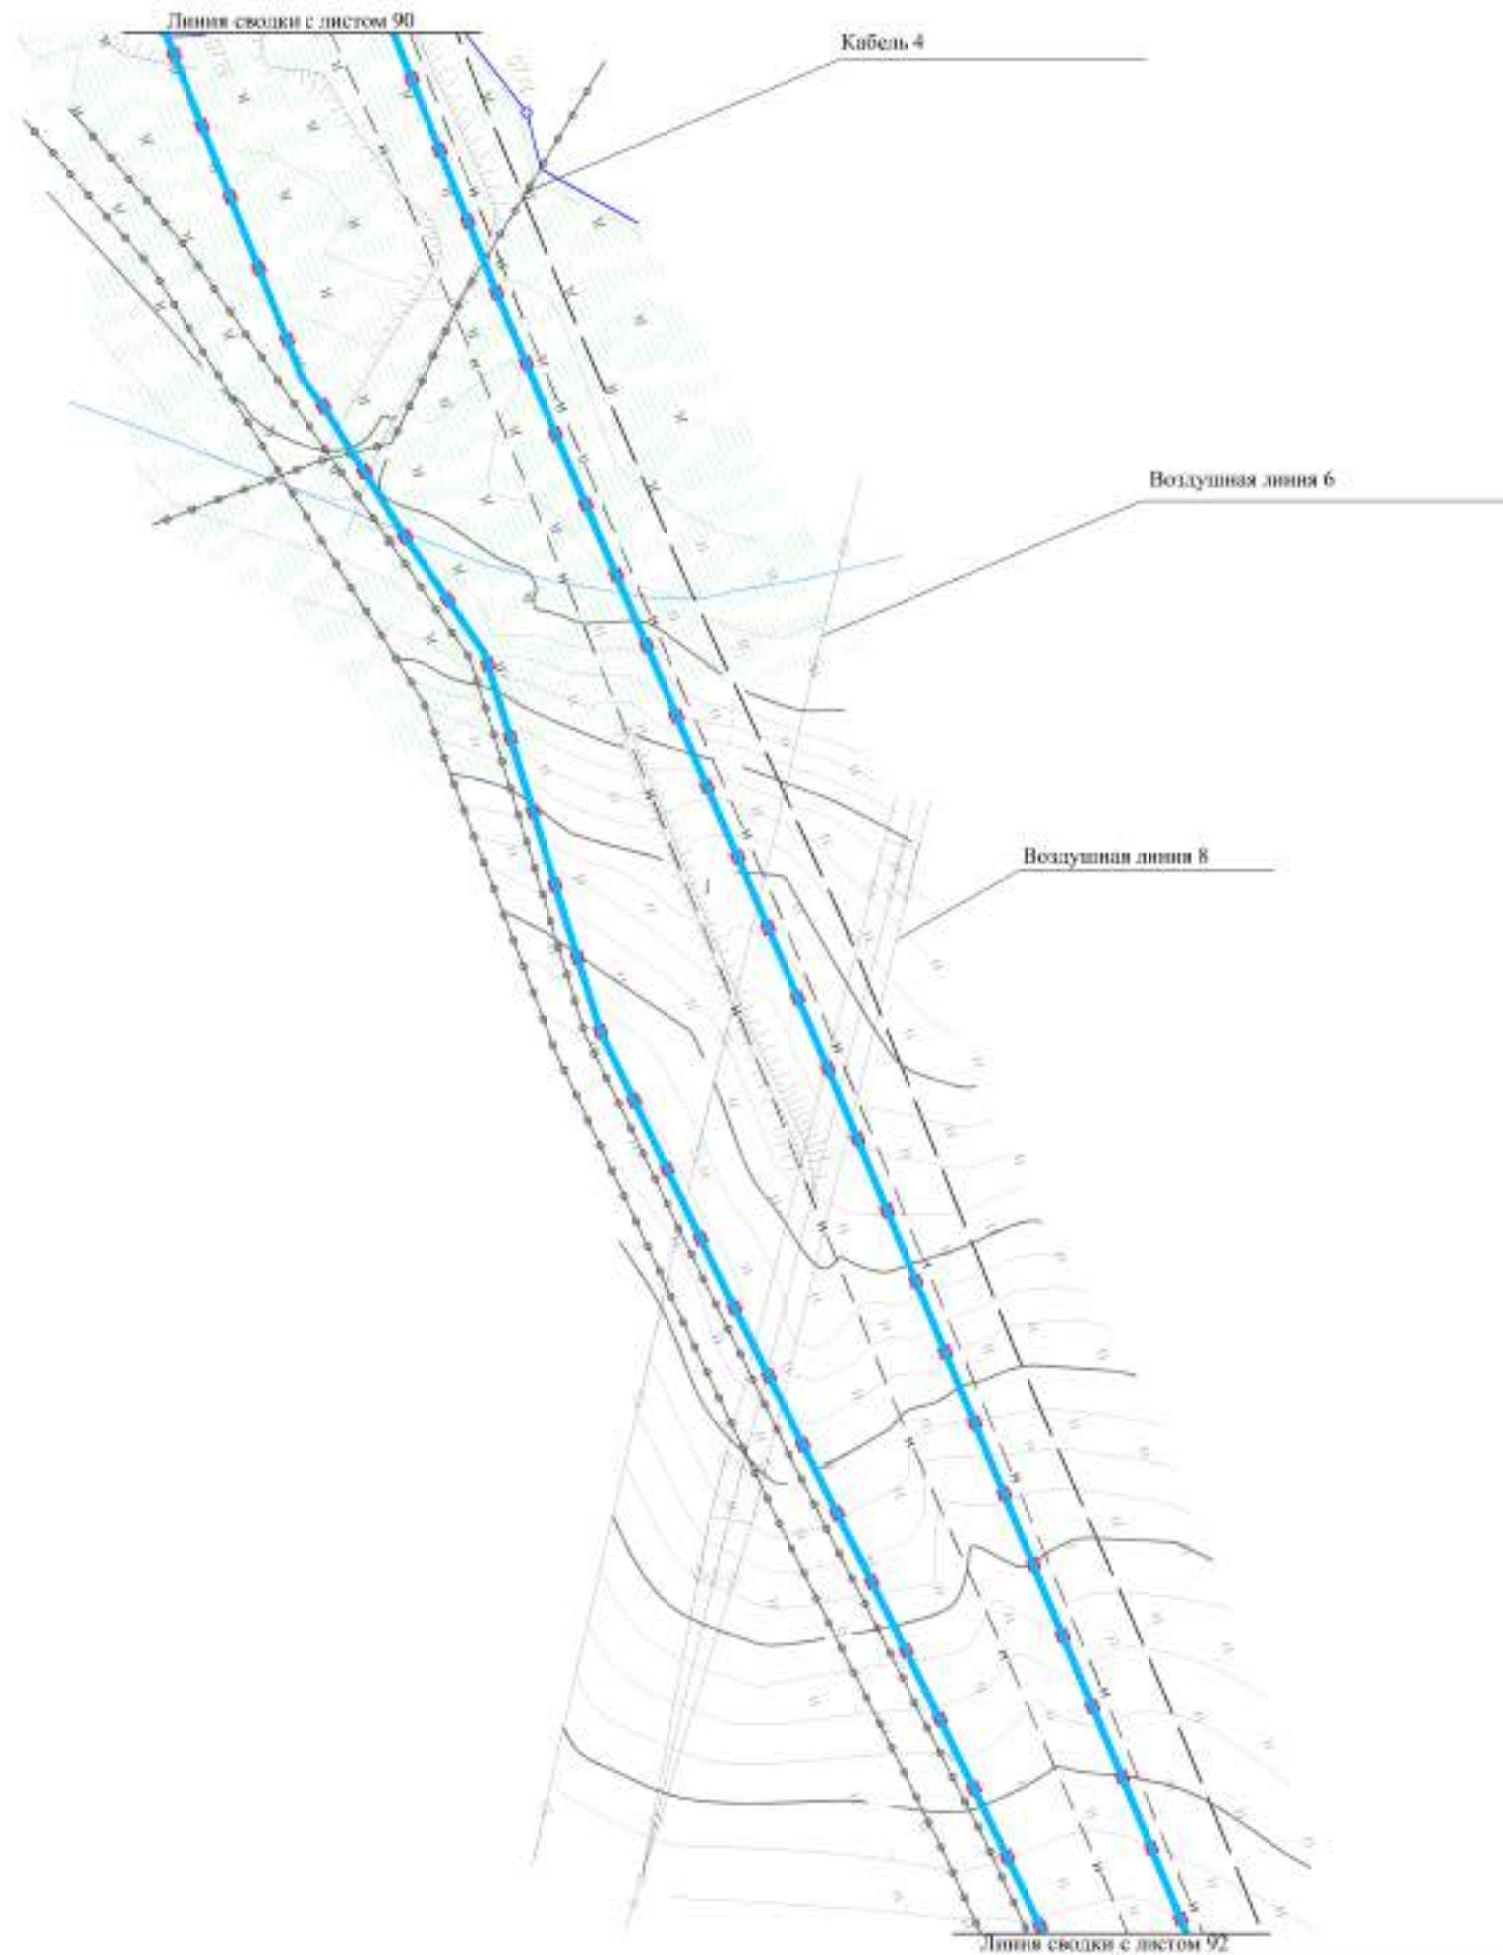 Линия сводки с листом 90
Кабель 4
Воздушная линия 6
Воздушная линия 8
Линия сводки с листом 92